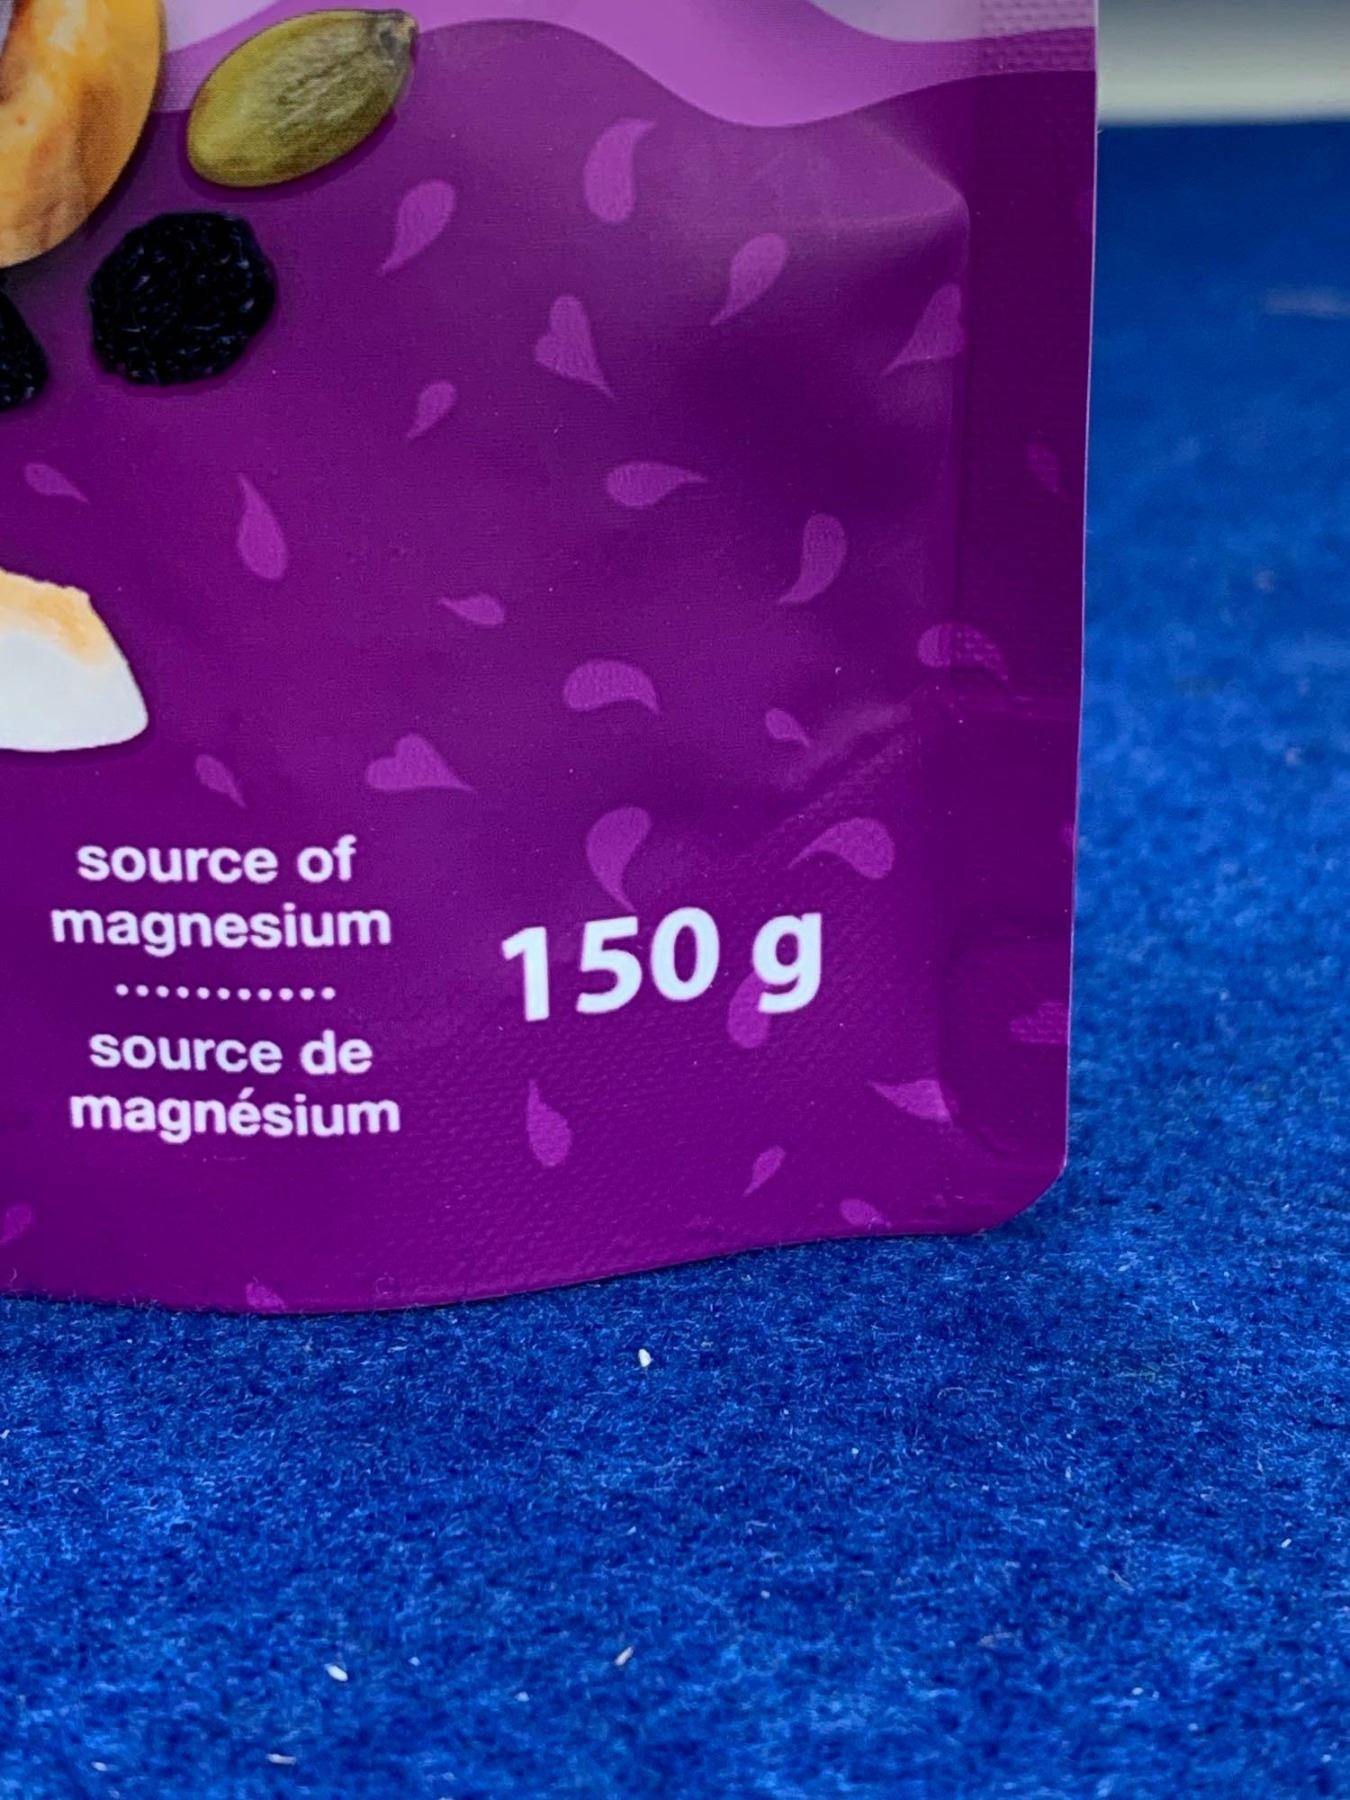 source of
magnesium
...........
source de
magnésium
150 g